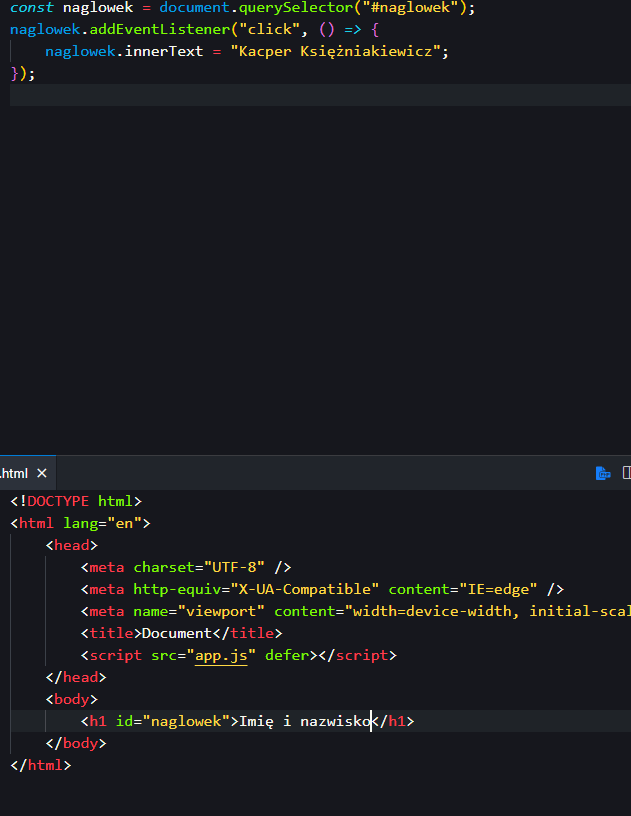 const naglowek = document.querySelector("#naglowek");
naglowek.addEventListener("click", () => {
    naglowek.innerText = "Kacper Księżniakiewicz";
});
.html ×
<!DOCTYPE html>
<html lang="en">
    <head>
        <meta charset="UTF-8" />
        <meta http-equiv="X-UA-Compatible" content="IE=edge" />
        <meta name="viewport" content="width=device-width, initial-scal
        <title>Document</title>
        <script src="app.js" defer></script>
    </head>
    <body>
        <h1 id="naglowek">Imię i nazwisko</h1>
    </body>
</html>